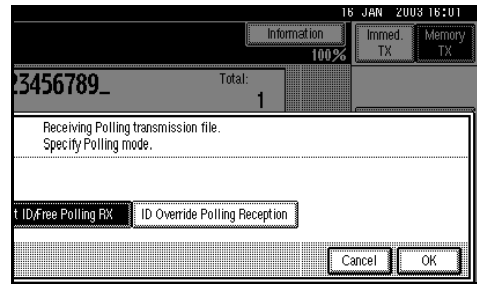 16 JAN 2003 16:01
Information Immed. Memory
100% TX TX
23456789_ Total:
1
Receiving Polling transmission file.
Specify Polling mode.
t ID/Free Polling RX ID Override Polling Reception
Cancel OK